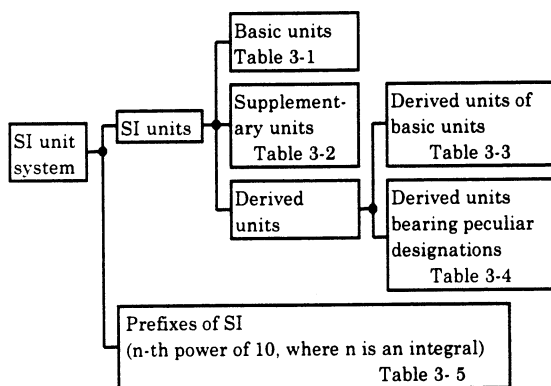 SI unit
system
SI units
Basic units
Table 3-1
Supplement-
ary units
Table 3-2
Derived
units
Derived units of
basic units
Table 3-3
Derived units
bearing peculiar
designations
Table 3-4
Prefixes of SI
(n-th power of 10, where n is an integral)
Table 3- 5